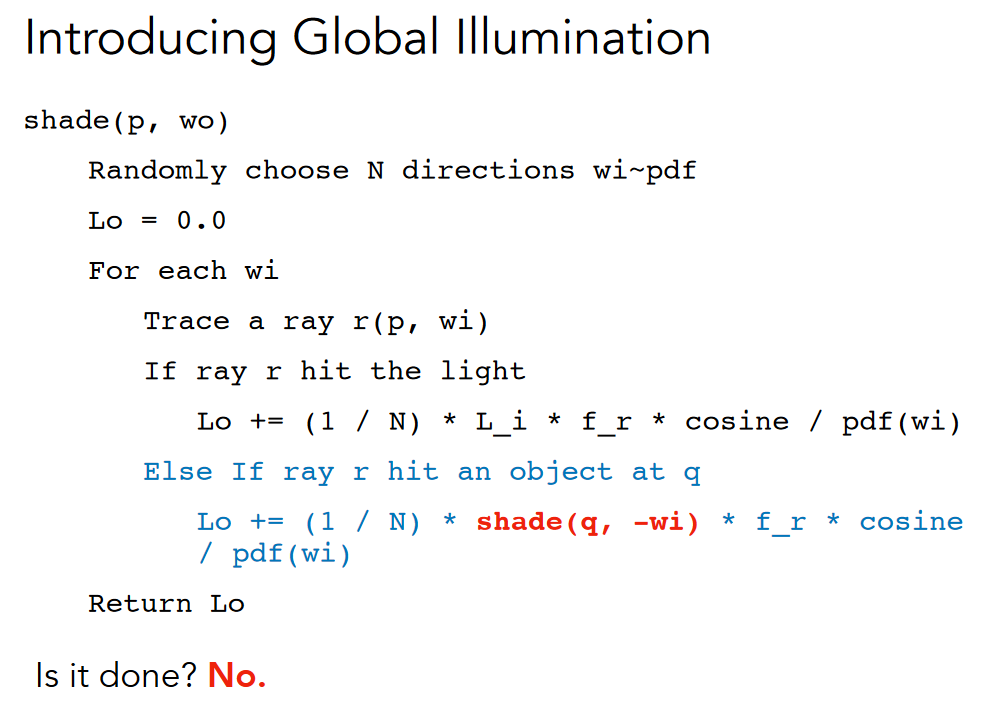 Introducing Global Illumination
shade(p, wo)
Randomly choose N directions wi~pdf
Lo = 0.0
For each wi
Trace a ray r(p, wi)
If ray r hit the light
Lo += (1 / N) * L_i * f_r * cosine / pdf(wi)
Else If ray r hit an object at q
Lo += (1 / N) * shade(q, -wi) * f_r * cosine
/ pdf(wi)
Return Lo
Is it done? No.